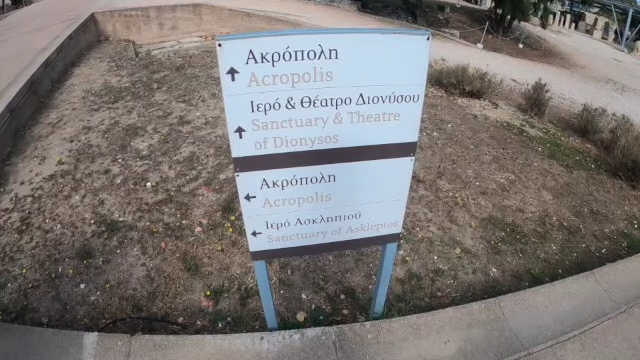 Ακρόπολη
Acropolis
Ιερό & Θέατρο Διονύσου
Sanctuary & Theatre
of Dionysos
Ακρόπολη
Acropolis
Ιερό Ασκληπιού
Sanctuary of Asklepios